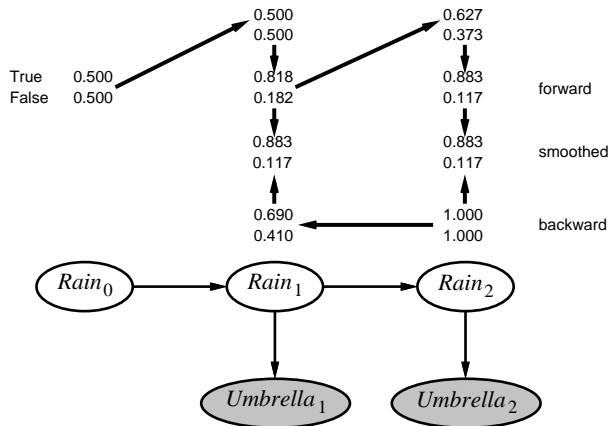 0.500 0.627
0.500 0.373
True 0.500 0.818 0.883
False 0.500 0.182 0.117 forward
0.883 0.883
0.117 0.117 smoothed
0.690 1.000
0.410 1.000 backward
Rain0 Rain1 Rain2
Umbrella1 Umbrella2